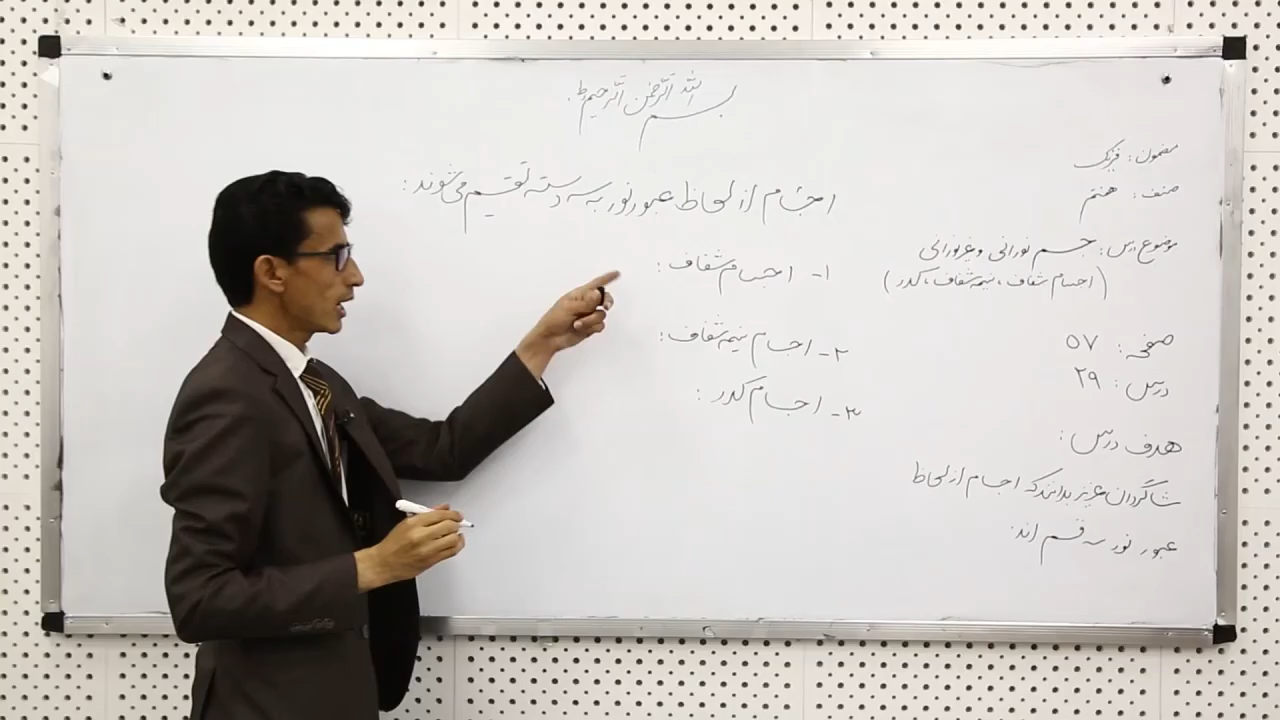 بسم الله الرحمن الرحیم
مضمون: فزیک
صنف: هفتم
موضوع درس: جسم نورانی و غیرنورانی
(اجسام شفاف، نیمه شفاف، کدر)
صفحه: ۵۷
درس: ۲۹
هدف درس:
شاگردان عزیز بدانند که اجسام از لحاظ
عبور نور سه قسم اند.
اجسام از لحاظ عبور نور به سه دسته تقسیم می شوند:
۱- اجسام شفاف:
۲- اجسام نیمه شفاف:
۳- اجسام کدر: